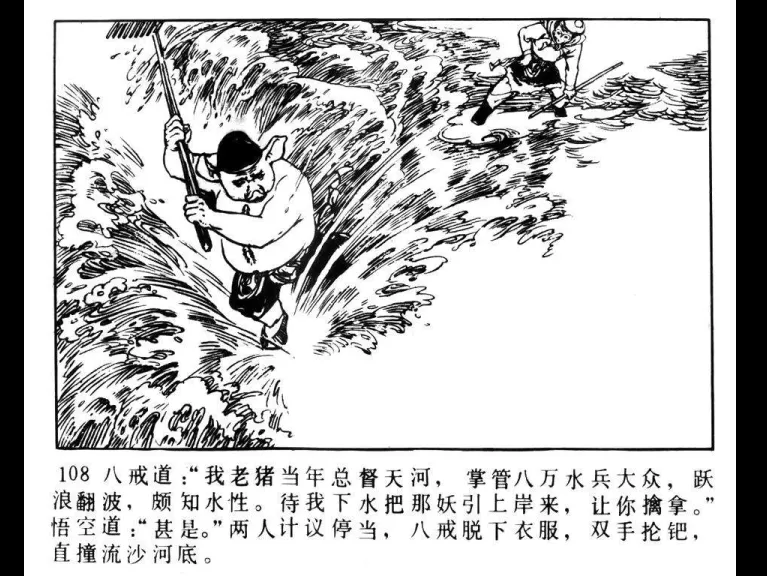 108 八戒道：“我老猪当年总督天河，掌管八万水兵大众，跃
浪翻波，颇知水性。待我下水把那妖引上岸来，让你擒拿。”
悟空道：“甚是。”两人计议停当，八戒脱下衣服，双手抡钯，
直撞流沙河底。